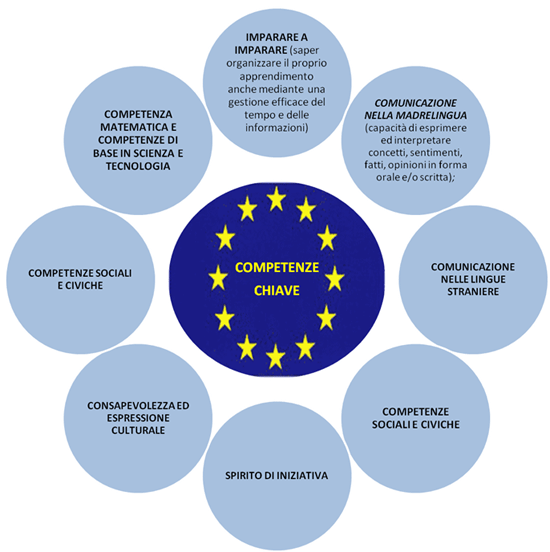 IMPARARE A
IMPARARE (saper
organizzare il proprio
apprendimento
anche mediante una
gestione efficace del
tempo e delle
informazioni)
COMUNICAZIONE
NELLA MADRELINGUA
(capacità di esprimere
ed interpretare
concetti, sentimenti,
fatti, opinioni in forma
orale e/o scritta);
COMUNICAZIONE
NELLE LINGUE
STRANIERE
COMPETENZE
SOCIALI E CIVICHE
SPIRITO DI INIZIATIVA
CONSAPEVOLEZZA ED
ESPRESSIONE
CULTURALE
COMPETENZE SOCIALI
E CIVICHE
COMPETENZA
MATEMATICA E
COMPETENZE DI
BASE IN SCIENZA E
TECNOLOGIA
COMPETENZE
CHIAVE